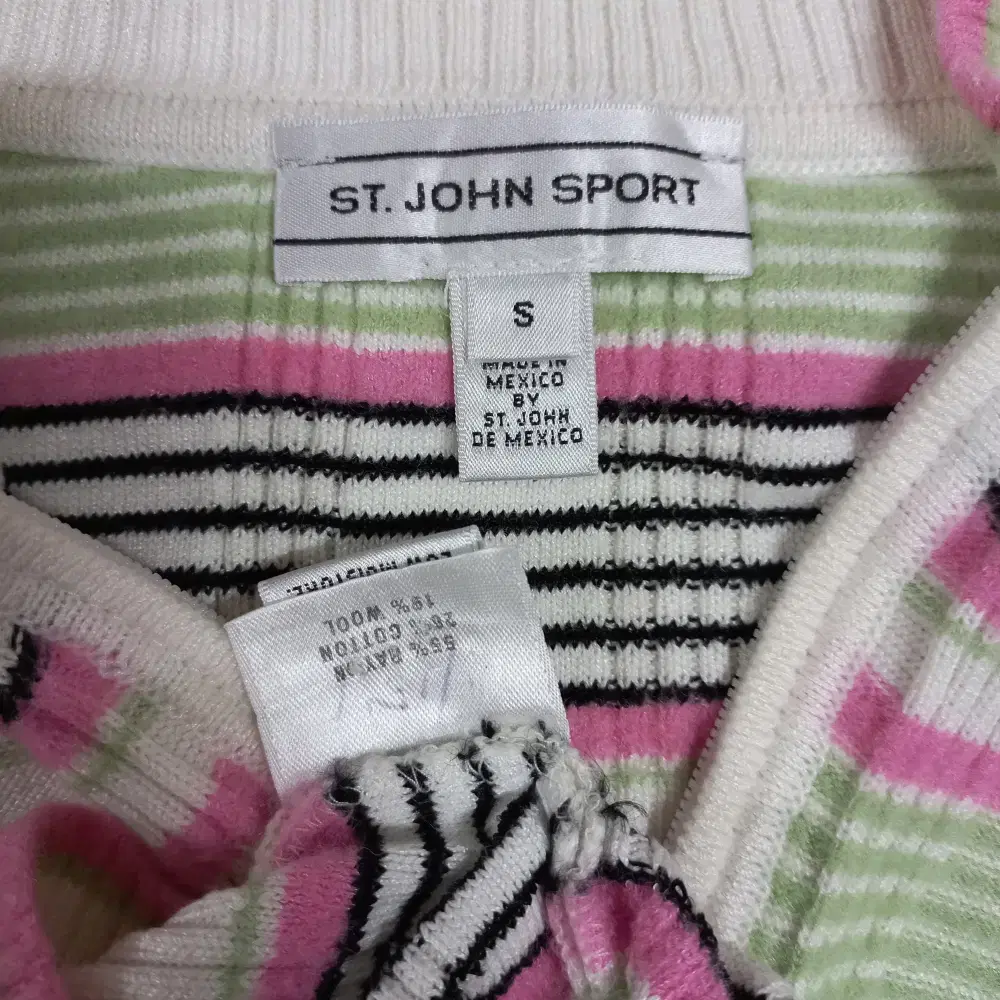 ST. JOHN SPORT
S
MADE IN
MEXICO
BY
ST. JOHN
DE MEXICO
55% RAYON
26% COTTON
19% WOOL